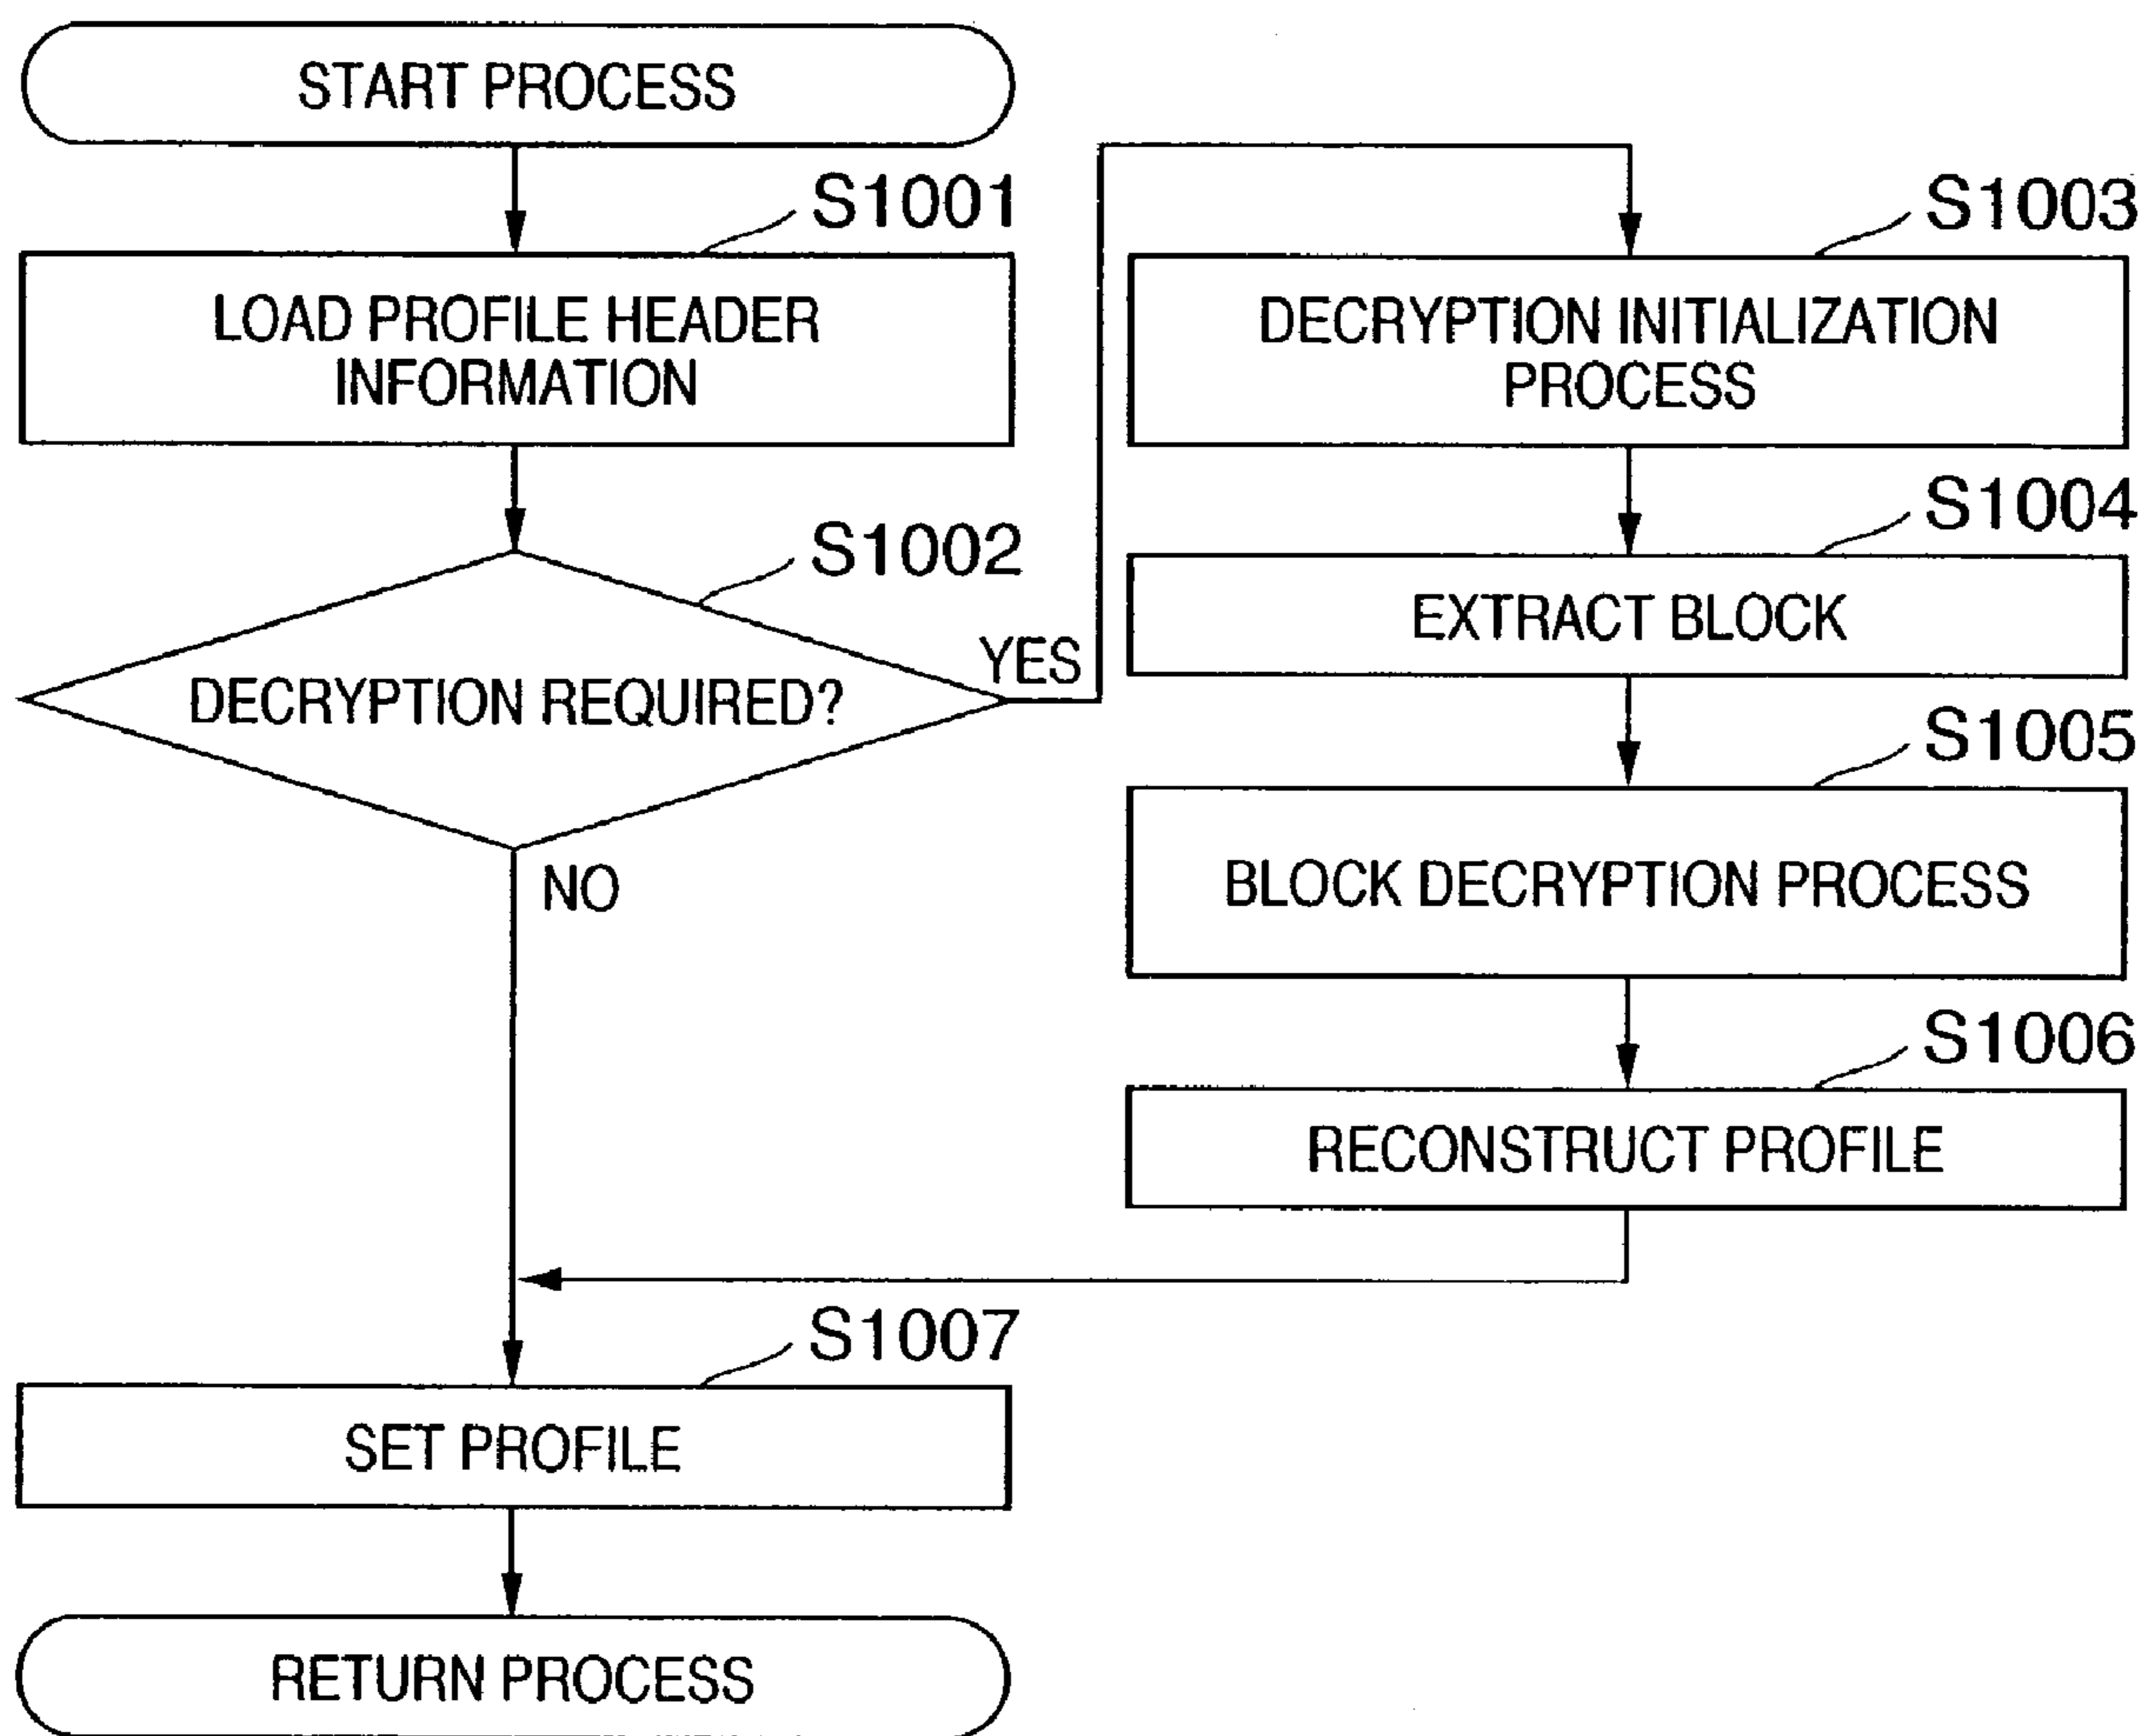 START PROCESS
S1001
LOAD PROFILE HEADER
INFORMATION
S1002
DECRYPTION REQUIRED?
YES
NO
S1003
DECRYPTION INITIALIZATION
PROCESS
S1004
EXTRACT BLOCK
S1005
BLOCK DECRYPTION PROCESS
S1006
RECONSTRUCT PROFILE
S1007
SET PROFILE
RETURN PROCESS